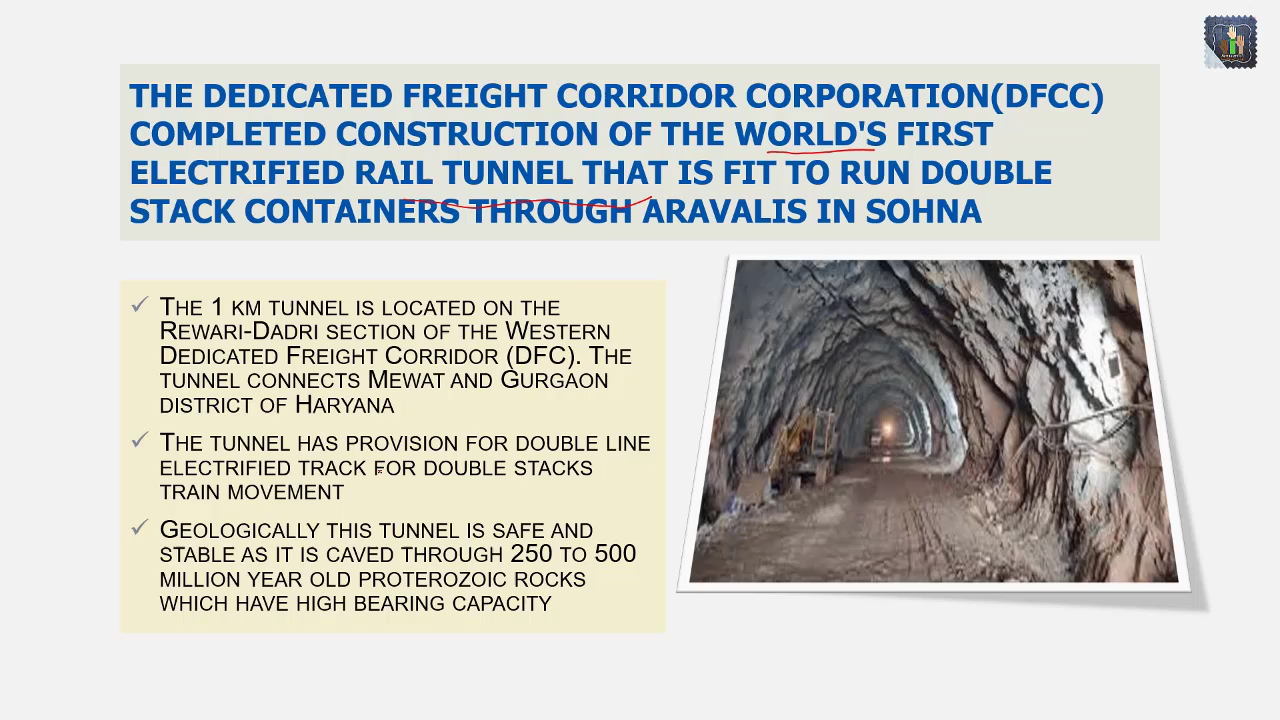 THE DEDICATED FREIGHT CORRIDOR CORPORATION(DFCC)
COMPLETED CONSTRUCTION OF THE WORLD'S FIRST
ELECTRIFIED RAIL TUNNEL THAT IS FIT TO RUN DOUBLE
STACK CONTAINERS THROUGH ARAVALIS IN SOHNA
THE 1 KM TUNNEL IS LOCATED ON THE
REWARI-DADRI SECTION OF THE WESTERN
DEDICATED FREIGHT CORRIDOR (DFC). THE
TUNNEL CONNECTS MEWAT AND GURGAON
DISTRICT OF HARYANA
THE TUNNEL HAS PROVISION FOR DOUBLE LINE
ELECTRIFIED TRACK FOR DOUBLE STACKS
TRAIN MOVEMENT
GEOLOGICALLY THIS TUNNEL IS SAFE AND
STABLE AS IT IS CAVED THROUGH 250 TO 500
MILLION YEAR OLD PROTEROZOIC ROCKS
WHICH HAVE HIGH BEARING CAPACITY